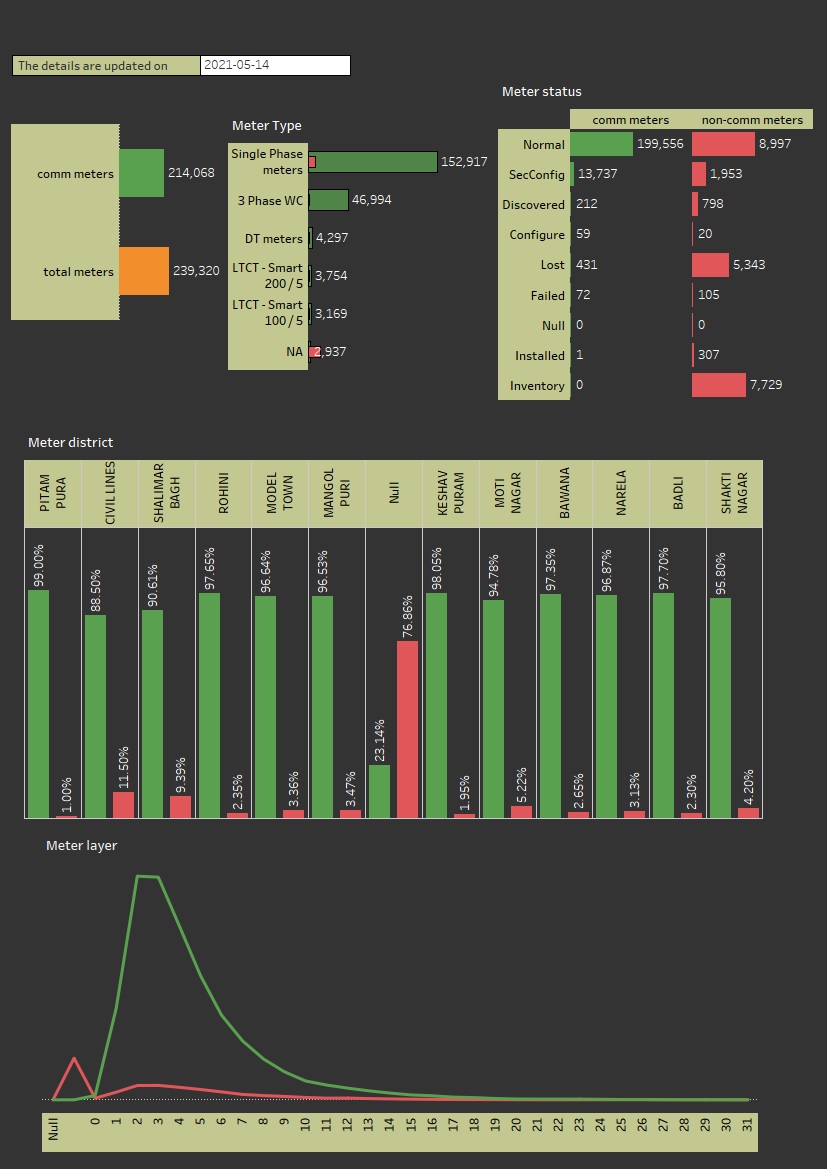 The details are updated on 2021-05-14
Meter status
comm meters non-comm meters
Normal 199,556 8,997
SecConfig 13,737 1,953
Discovered 212 798
Configure 59 20
Lost 431 5,343
Failed 72 105
Null 0 0
Installed 1 307
Inventory 0 7,729
comm meters 214,068
total meters 239,320
Meter Type
Single Phase
meters 152,917
3 Phase WC 46,994
DT meters 4,297
LTCT - Smart
200 / 5 3,754
LTCT - Smart
100 / 5 3,169
NA 2,937
Meter district
PITAM
PURA
CIVIL LINES
SHALIMAR
BAGH
ROHINI
MODEL
TOWN
MANGOL
PURI
Null
KESHAV
PURAM
MOTI
NAGAR
BAWANA
NARELA
BADLI
SHAKTI
NAGAR
99.00%
1.00%
88.50%
11.50%
90.61%
9.39%
97.65%
2.35%
96.64%
3.36%
96.53%
3.47%
23.14%
76.86%
98.05%
1.95%
94.78%
5.22%
97.35%
2.65%
96.87%
3.13%
97.70%
2.30%
95.80%
4.20%
Meter layer
Null 0 1 2 3 4 5 6 7 8 9 10 11 12 13 14 15 16 17 18 19 20 21 22 23 24 25 26 27 28 29 30 31